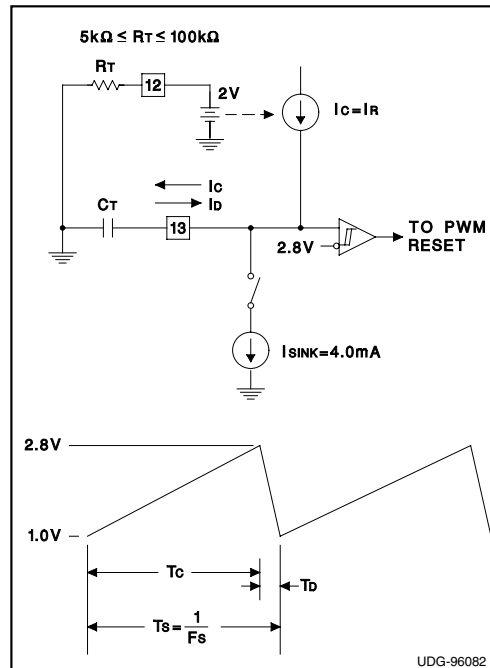 5kΩ ≤ RT ≤ 100kΩ
RT
12
2V
IC=IR
IC
ID
CT
13
2.8V
TO PWM
RESET
ISINK=4.0mA
2.8V
1.0V
TC
TD
TS = 1/FS
UDG-96082